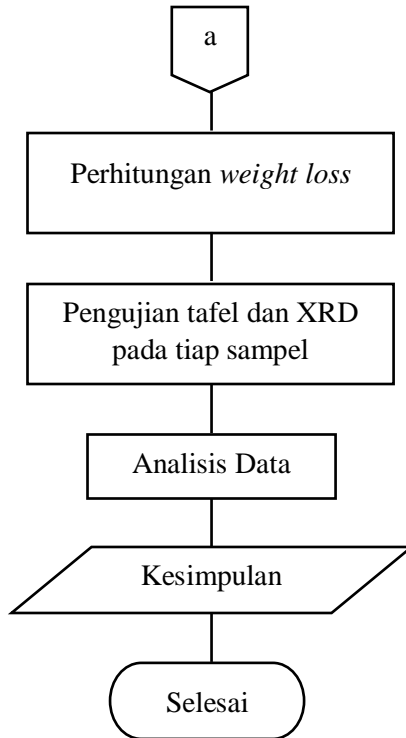 a
Perhitungan weight loss
Pengujian tafel dan XRD
pada tiap sampel
Analisis Data
Kesimpulan
Selesai